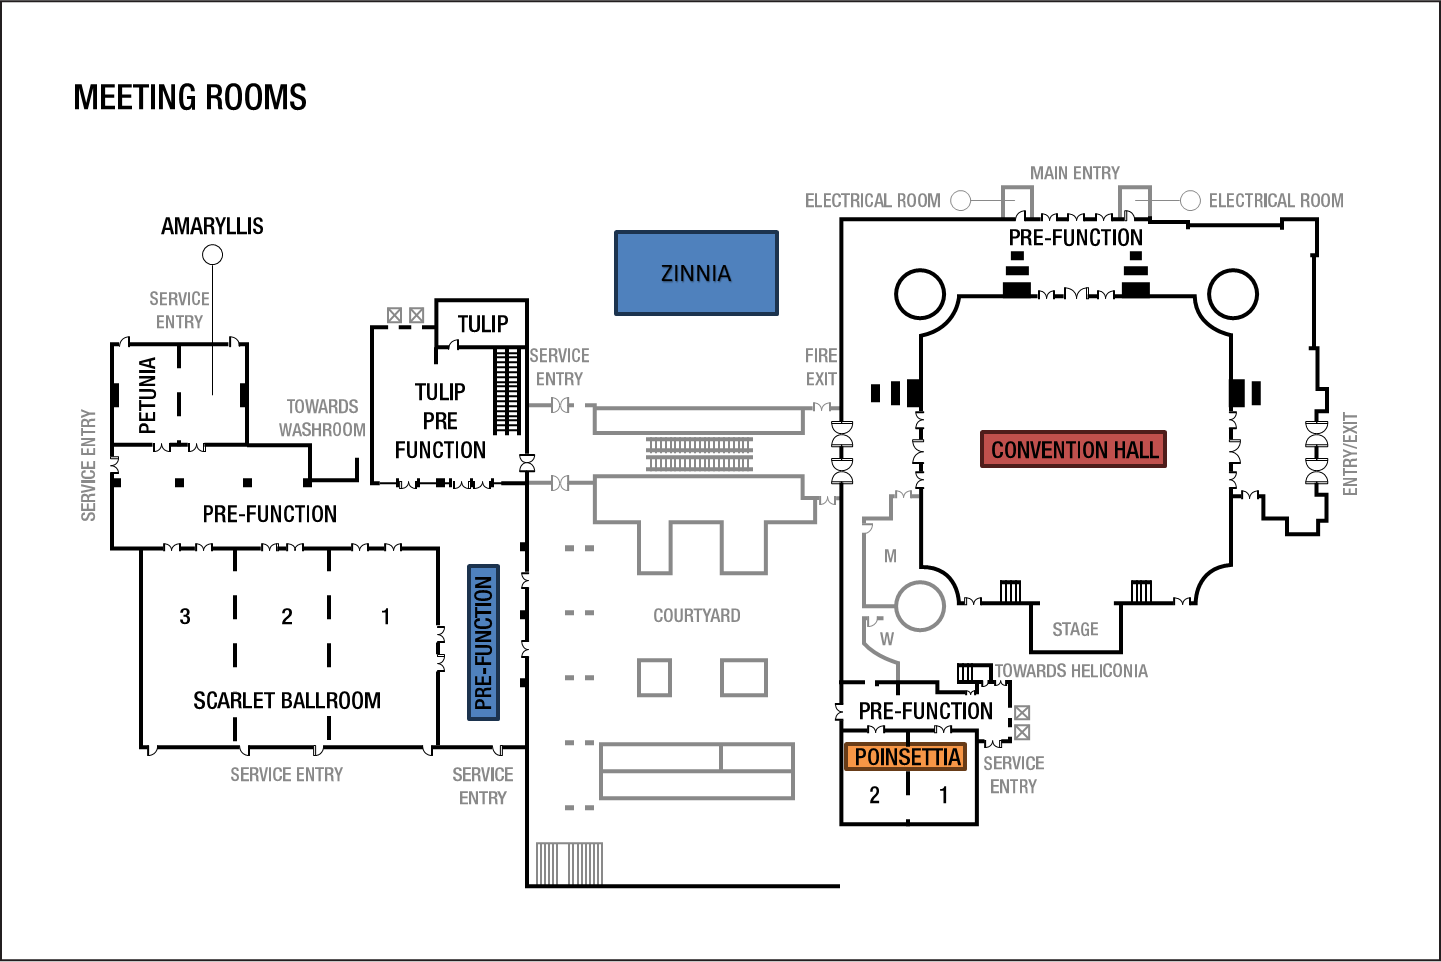 MEETING ROOMS
MAIN ENTRY
ELECTRICAL ROOM
ELECTRICAL ROOM
PRE-FUNCTION
AMARYLLIS
ZINNIA
SERVICE
ENTRY
TULIP
SERVICE
ENTRY
FIRE
EXIT
PETUNIA
TULIP
PRE
FUNCTION
TOWARDS
WASHROOM
SERVICE ENTRY
CONVENTION HALL
ENTRY/EXIT
PRE-FUNCTION
M
3
2
1
PRE-FUNCTION
COURTYARD
W
STAGE
TOWARDS HELICONIA
SCARLET BALLROOM
PRE-FUNCTION
POINSETTIA
SERVICE
ENTRY
SERVICE ENTRY
SERVICE
ENTRY
2
1